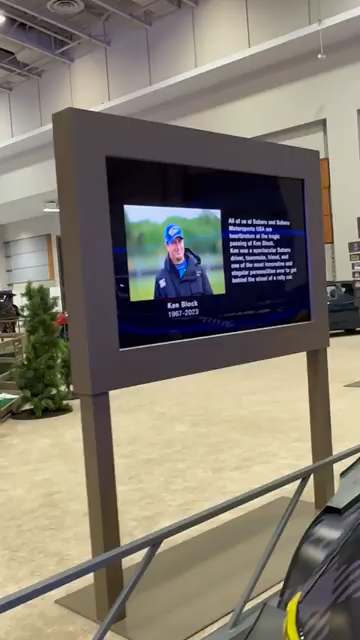 All of us at Subaru and Subaru
Motorsports USA are
heartbroken at the tragic
passing of Ken Block.
Ken was a spectacular Subaru
driver, teammate, friend, and
one of the most innovative and
singular personalities ever to get
behind the wheel of a rally car.
Ken Block
1967-2023